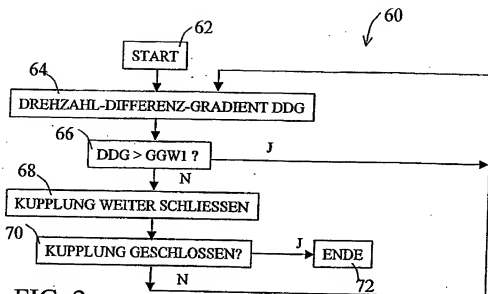 60
62
START
64
DREHZAHL-DIFFERENZ-GRADIENT DDG
66
DDG > GGW1 ?
J
N
68
KUPPLUNG WEITER SCHLIESSEN
70
KUPPLUNG GESCHLOSSEN?
J
ENDE
72
N